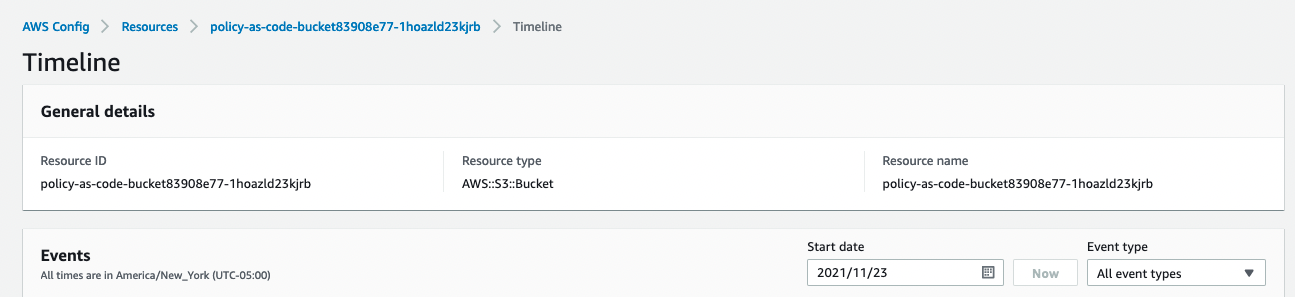 AWS Config > Resources > policy-as-code-bucket83908e77-1hoazld23kjrb > Timeline
Timeline
General details
Resource ID
policy-as-code-bucket83908e77-1hoazld23kjrb
Resource type
AWS::S3::Bucket
Resource name
policy-as-code-bucket83908e77-1hoazld23kjrb
Events
All times are in America/New_York (UTC-05:00)
Start date
2021/11/23
Now
Event type
All event types